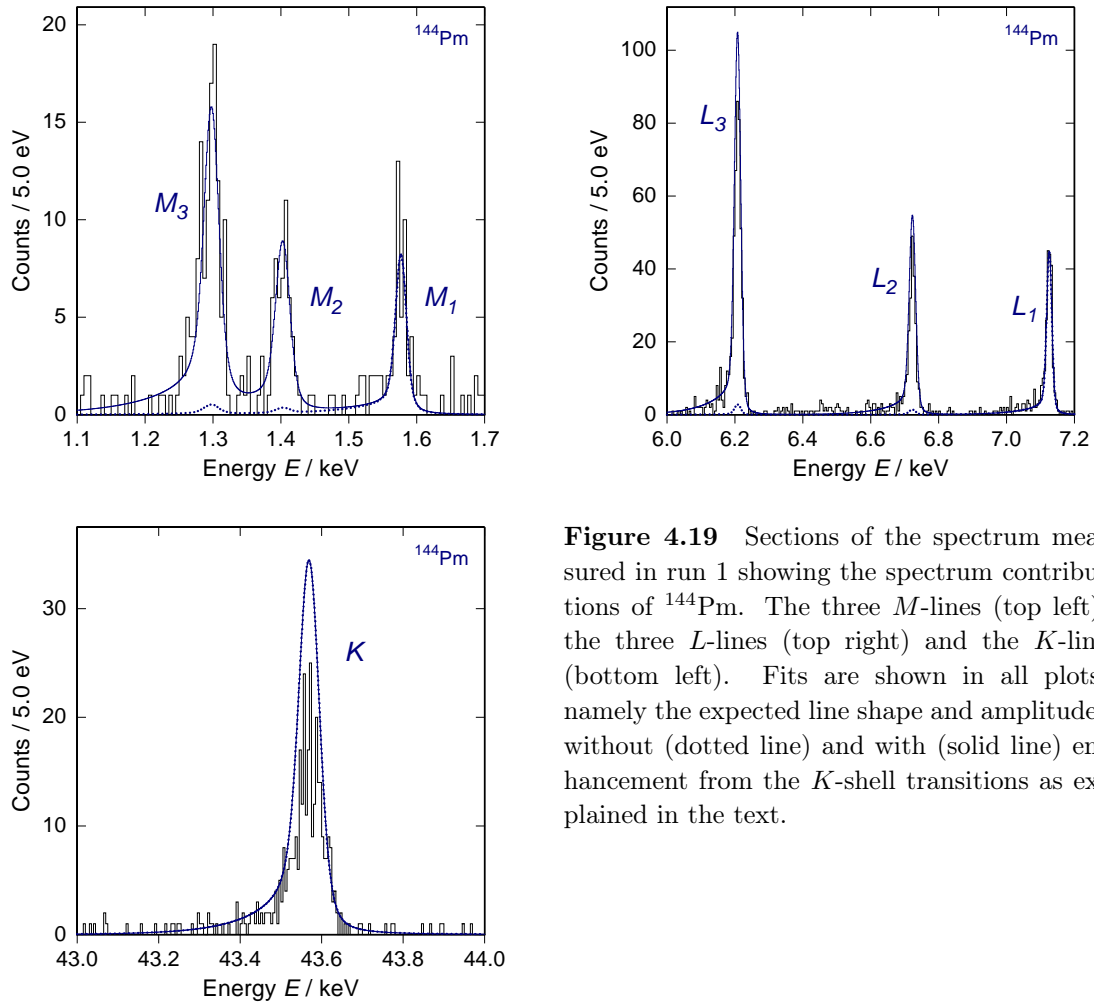 20
15
10
5
0
Counts / 5.0 eV
144Pm
M3
M2
M1
1.1 1.2 1.3 1.4 1.5 1.6 1.7
Energy E / keV
100
80
60
40
20
0
Counts / 5.0 eV
144Pm
L3
L2
L1
6.0 6.2 6.4 6.6 6.8 7.0 7.2
Energy E / keV
30
20
10
0
Counts / 5.0 eV
144Pm
K
43.0 43.2 43.4 43.6 43.8 44.0
Energy E / keV
Figure 4.19 Sections of the spectrum mea
sured in run 1 showing the spectrum contribu
tions of 144Pm. The three M-lines (top left)
the three L-lines (top right) and the K-lin
(bottom left). Fits are shown in all plots
namely the expected line shape and amplitude
without (dotted line) and with (solid line) en
hancement from the K-shell transitions as ex
plained in the text.